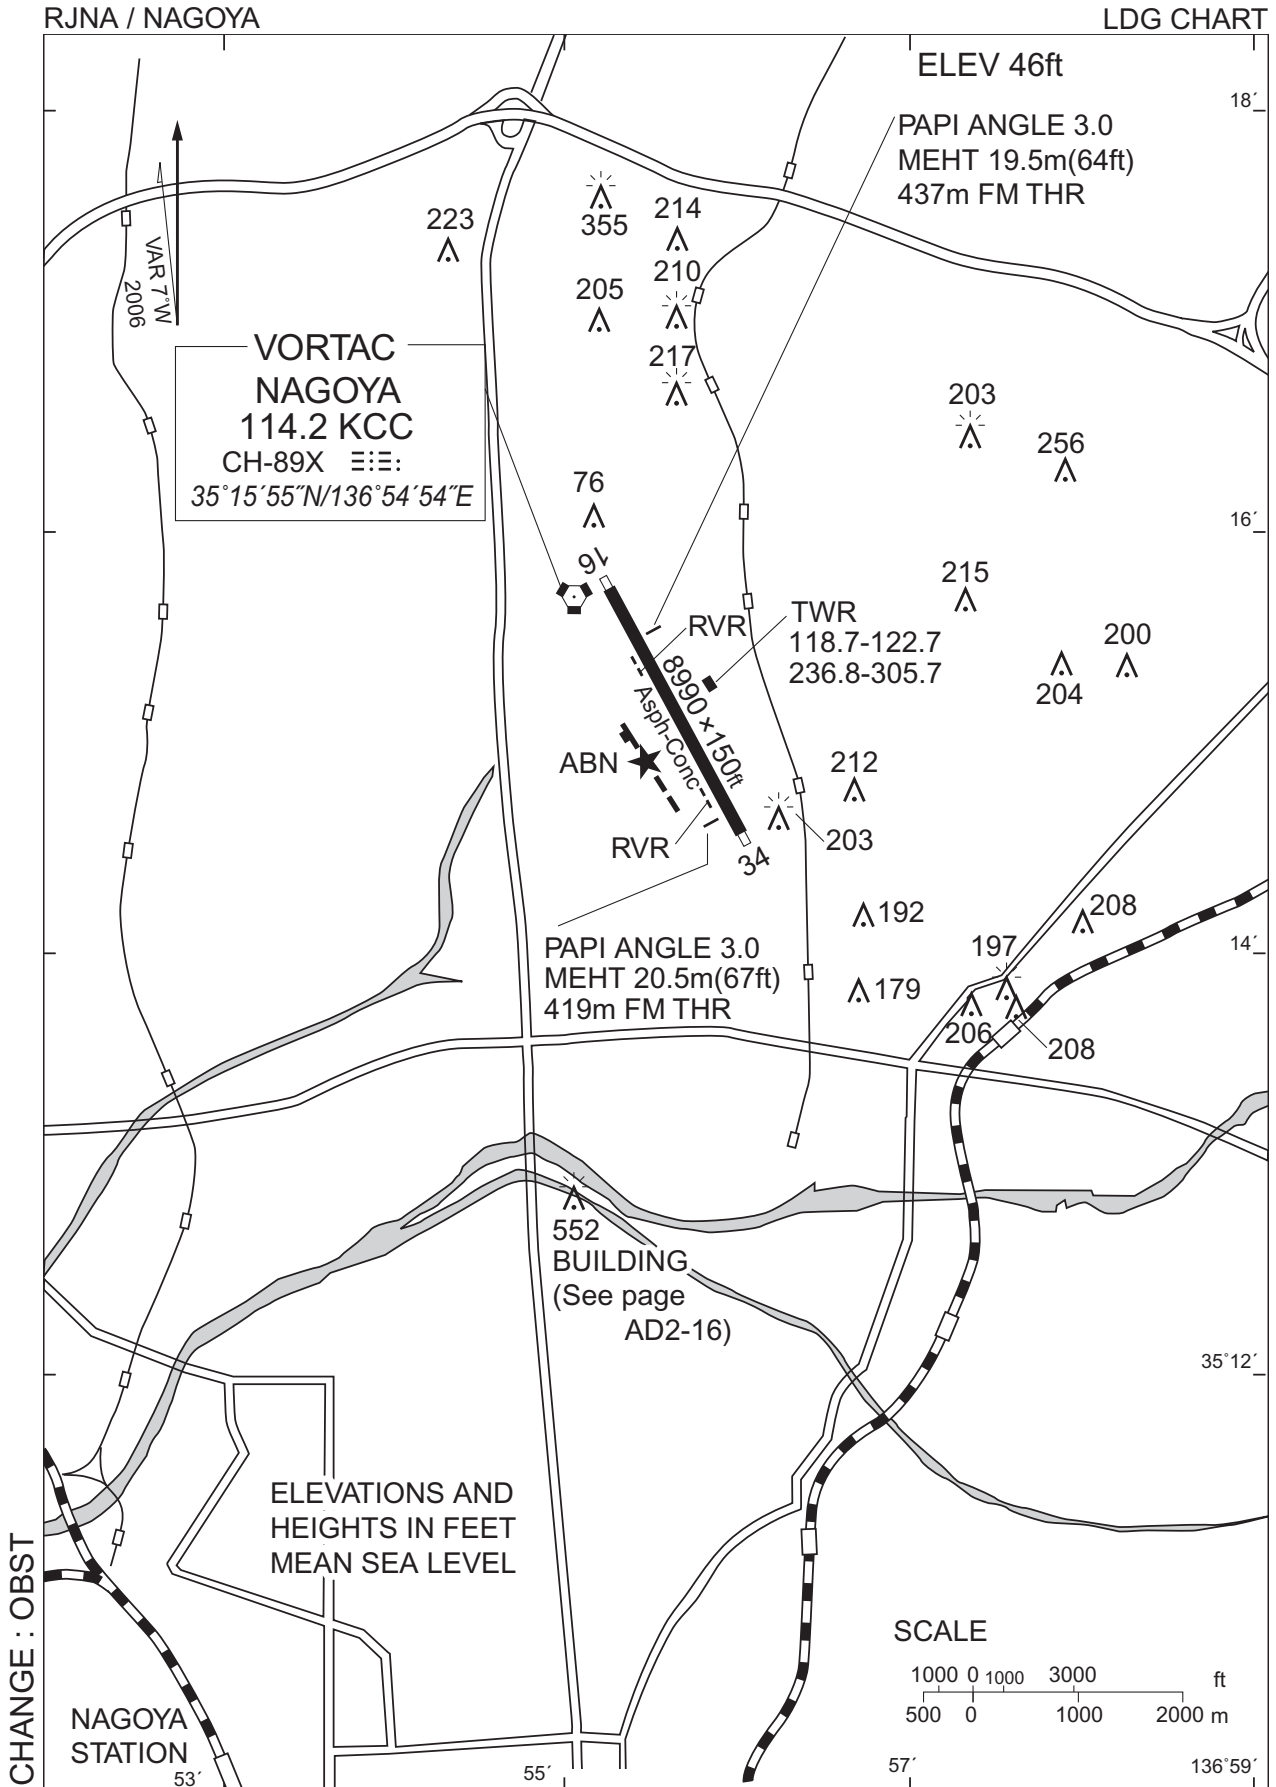 RJNA / NAGOYA
LDG CHART
ELEV 46ft
18´
PAPI ANGLE 3.0
MEHT 19.5m(64ft)
437m FM THR
VAR 7˚W
2006
223
355
214
210
205
217
VORTAC
NAGOYA
114.2 KCC
CH-89X
35˚15´55˝N/136˚54´54˝E
203
256
76
16´
16
215
RVR
TWR
118.7-122.7
236.8-305.7
200
204
8990 × 150ft
Asph-Conc
ABN
212
203
RVR
34
192
208
PAPI ANGLE 3.0
MEHT 20.5m(67ft)
419m FM THR
197
14´
179
206
208
552
BUILDING
(See page
AD2-16)
35˚12´
ELEVATIONS AND
HEIGHTS IN FEET
MEAN SEA LEVEL
CHANGE : OBST
SCALE
1000 0 1000 3000 ft
500 0 1000 2000 m
NAGOYA
STATION
53´
55´
57´
136˚59´